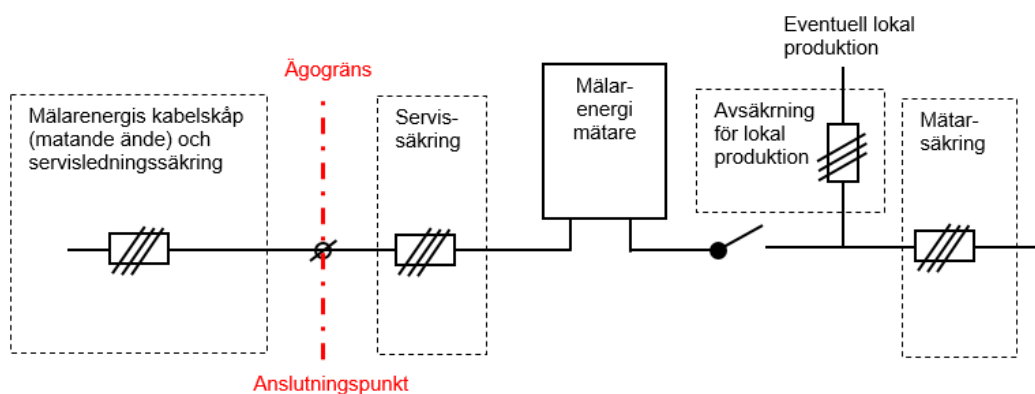 Eventuell lokal
produktion
Ägogräns
Mälarenergis kabelskåp
(matande ände) och
servisledningssäkring
Servis-
säkring
Mälar-
energi
mätare
Avsäkrning
för lokal
produktion
Mätar-
säkring
Anslutningspunkt